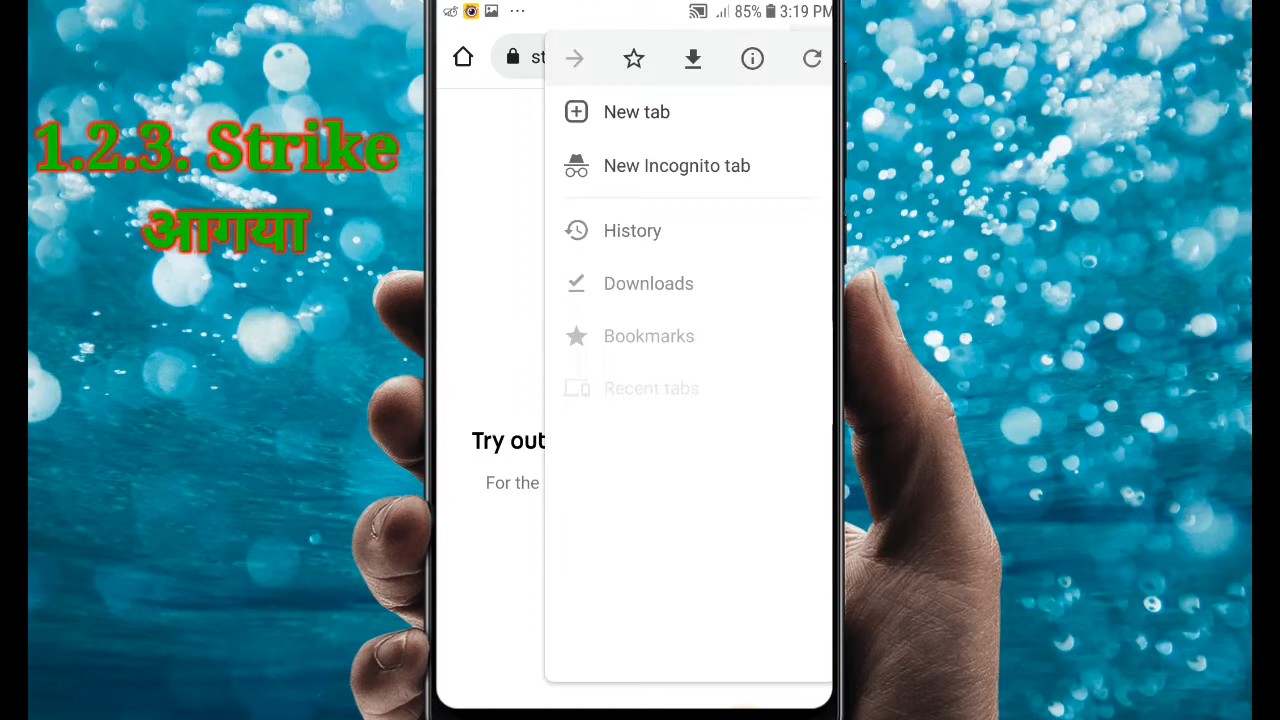 85% 3:19 PM
st
New tab
New Incognito tab
History
Downloads
Bookmarks
Recent tabs
Try out
For the
1.2.3. Strike
आगया